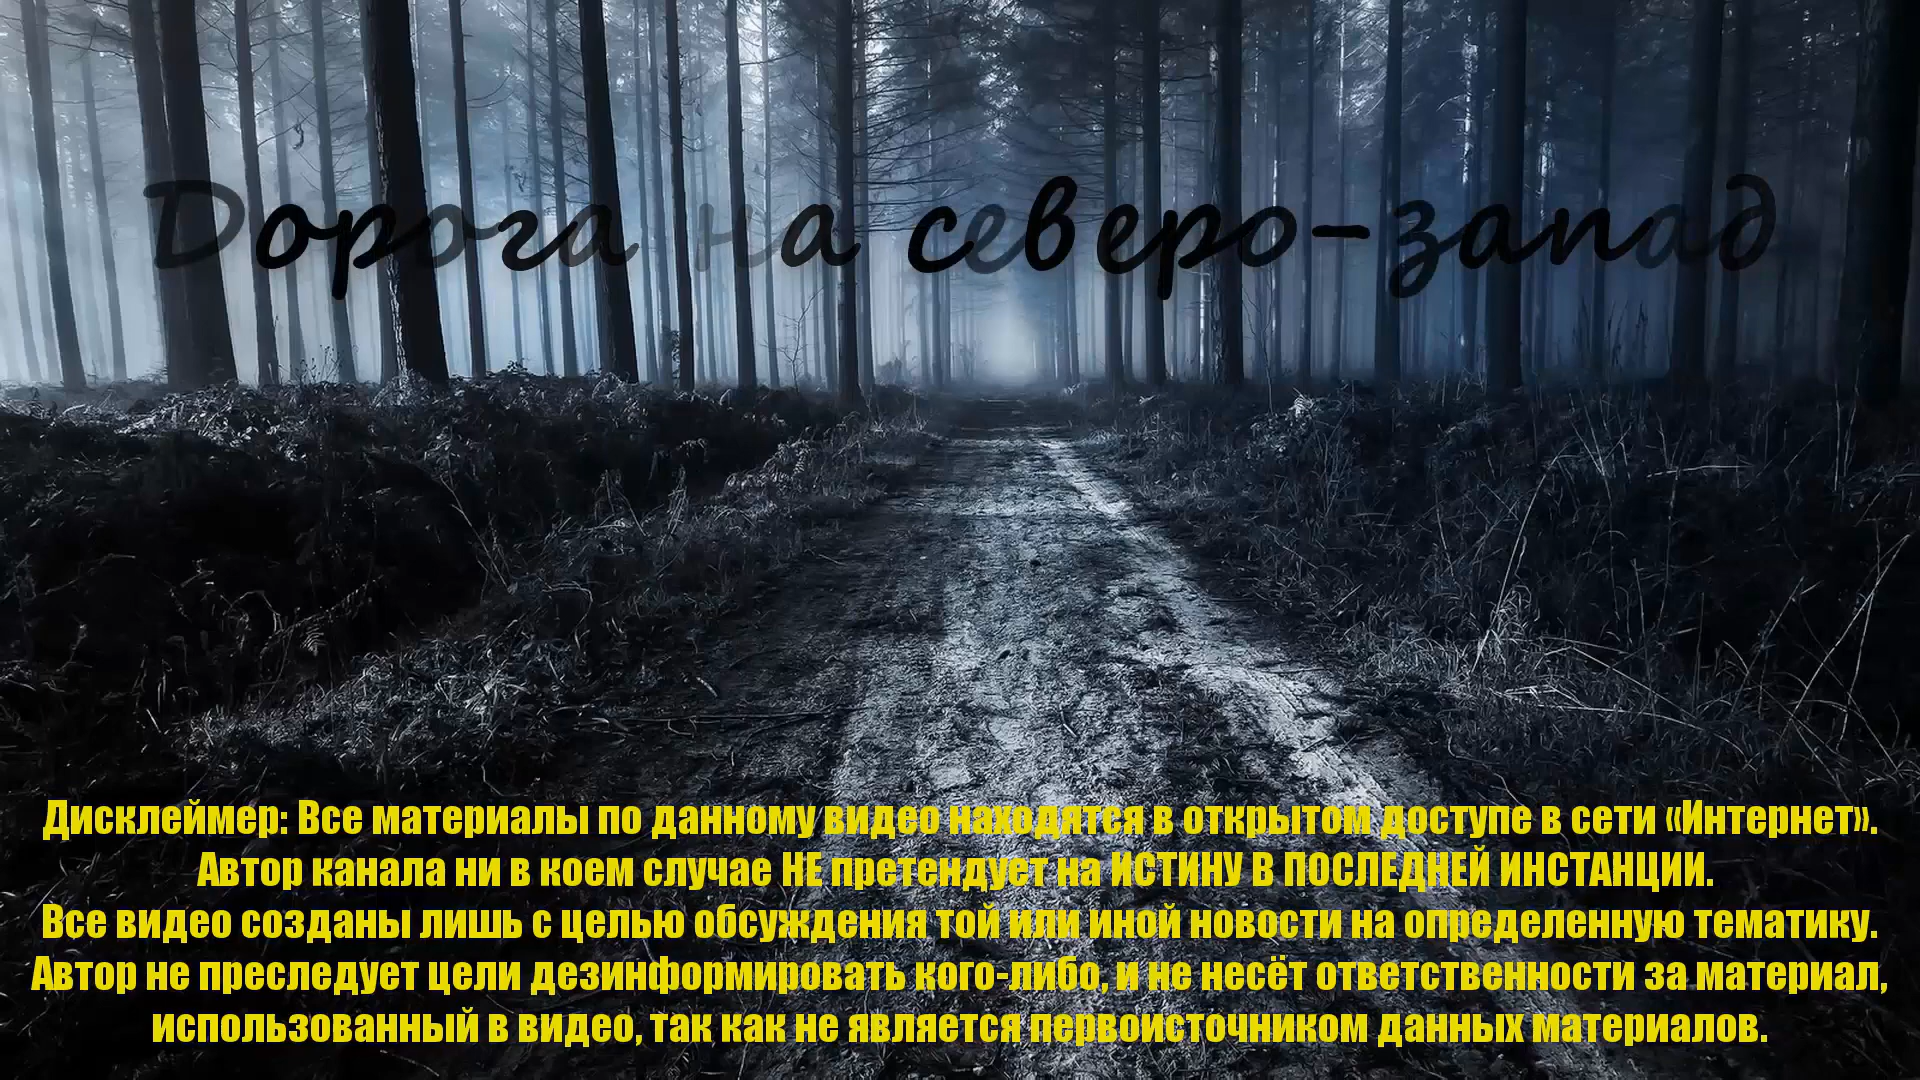 Дорога на северо-запад
Дисклеймер: Все материалы по данному видео находятся в открытом доступе в сети «Интернет».
Автор канала ни в коем случае НЕ претендует на ИСТИНУ В ПОСЛЕДНЕЙ ИНСТАНЦИИ.
Все видео созданы лишь с целью обсуждения той или иной новости на определенную тематику.
Автор не преследует цели дезинформировать кого-либо, и не несёт ответственности за материал,
использованный в видео, так как не является первоисточником данных материалов.